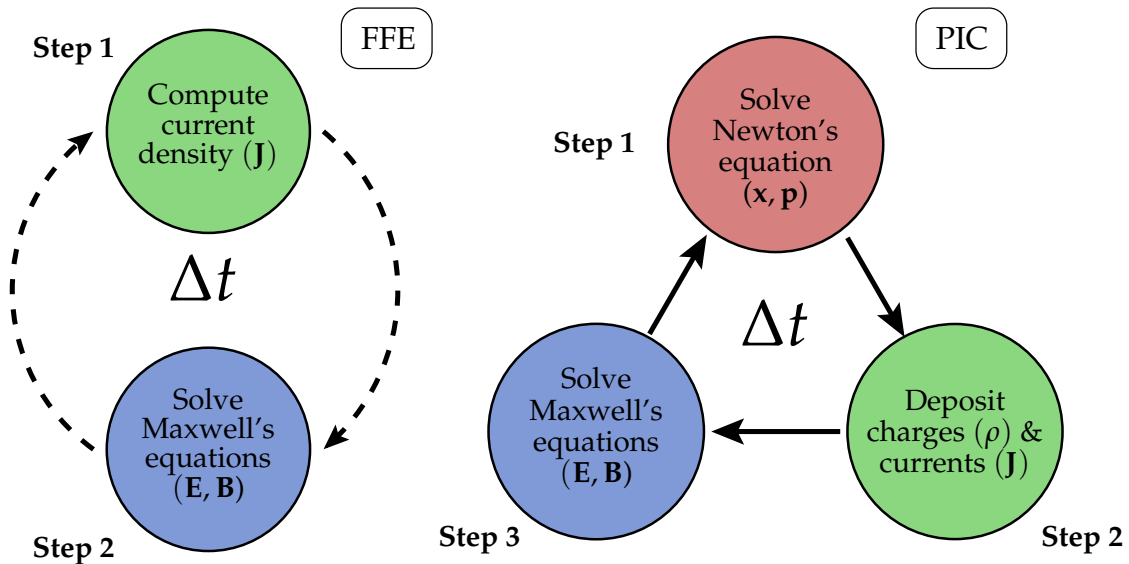 Step 1
FFE
Compute
current
density (J)
Δt
Solve
Maxwell's
equations
(E, B)
Step 2
PIC
Step 1
Solve
Newton's
equation
(x, p)
Δt
Deposit
charges (ρ) &
currents (J)
Step 2
Solve
Maxwell's
equations
(E, B)
Step 3